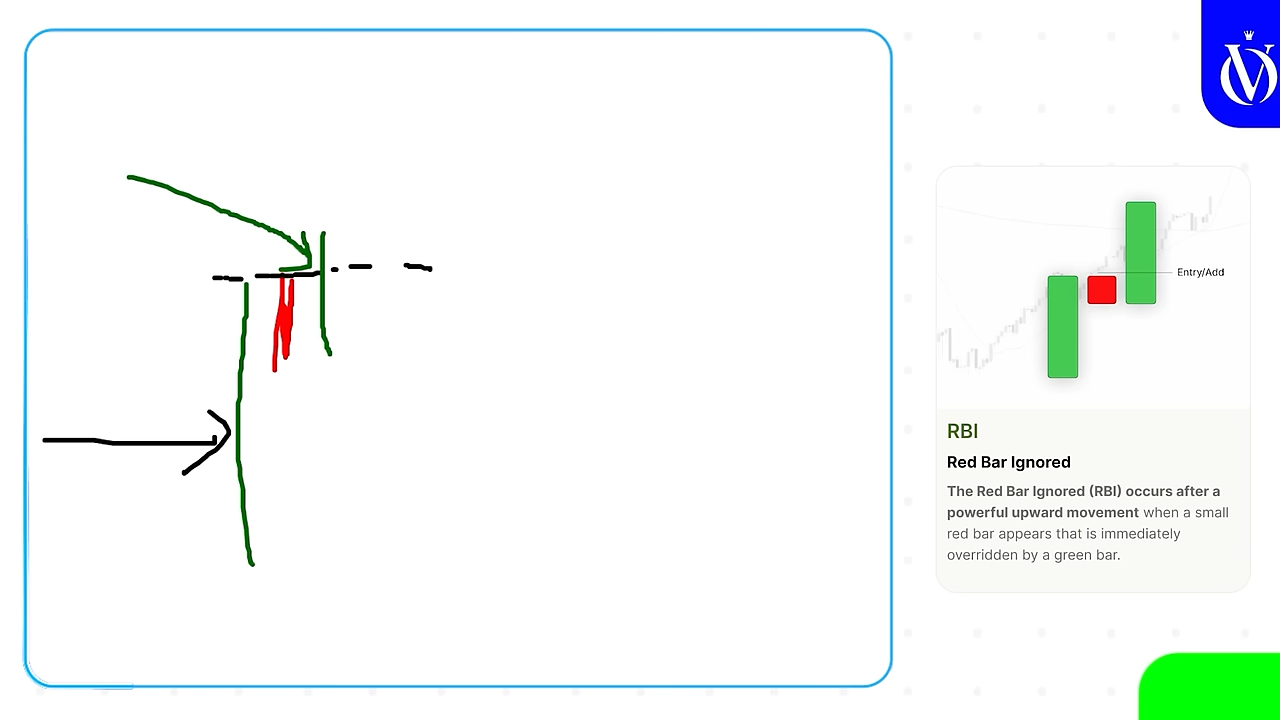 Entry/Add
RBI
Red Bar Ignored
The Red Bar Ignored (RBI) occurs after a
powerful upward movement when a small
red bar appears that is immediately
overridden by a green bar.